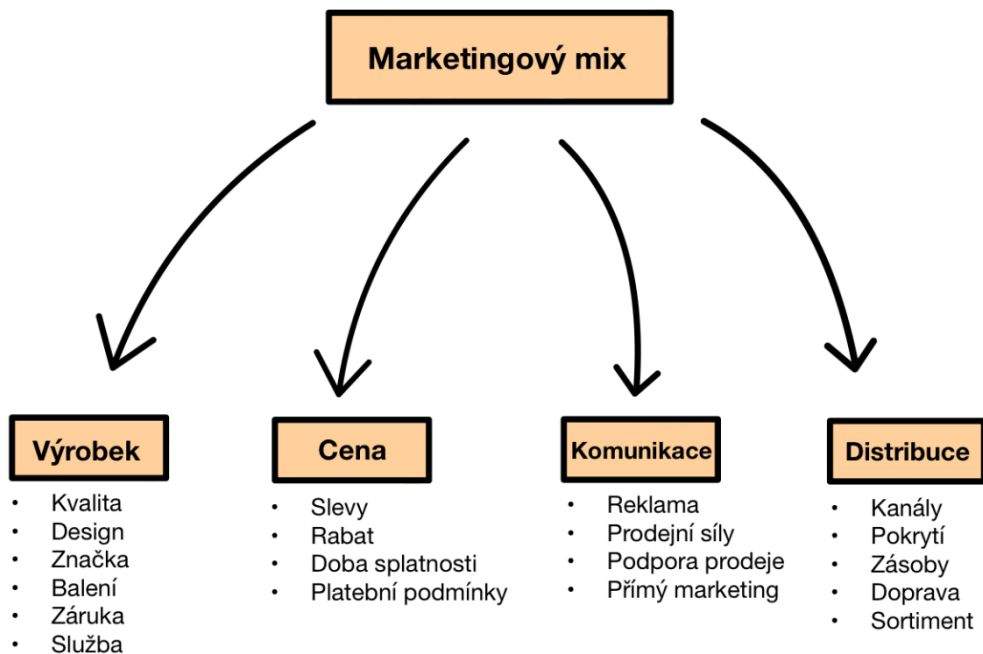 Marketingový mix
Výrobek
• Kvalita
• Design
• Značka
• Balení
• Záruka
• Služba
Cena
• Slevy
• Rabat
• Doba splatnosti
• Platební podmínky
Komunikace
• Reklama
• Prodejní síly
• Podpora prodeje
• Přímý marketing
Distribuce
• Kanály
• Pokrytí
• Zásoby
• Doprava
• Sortiment